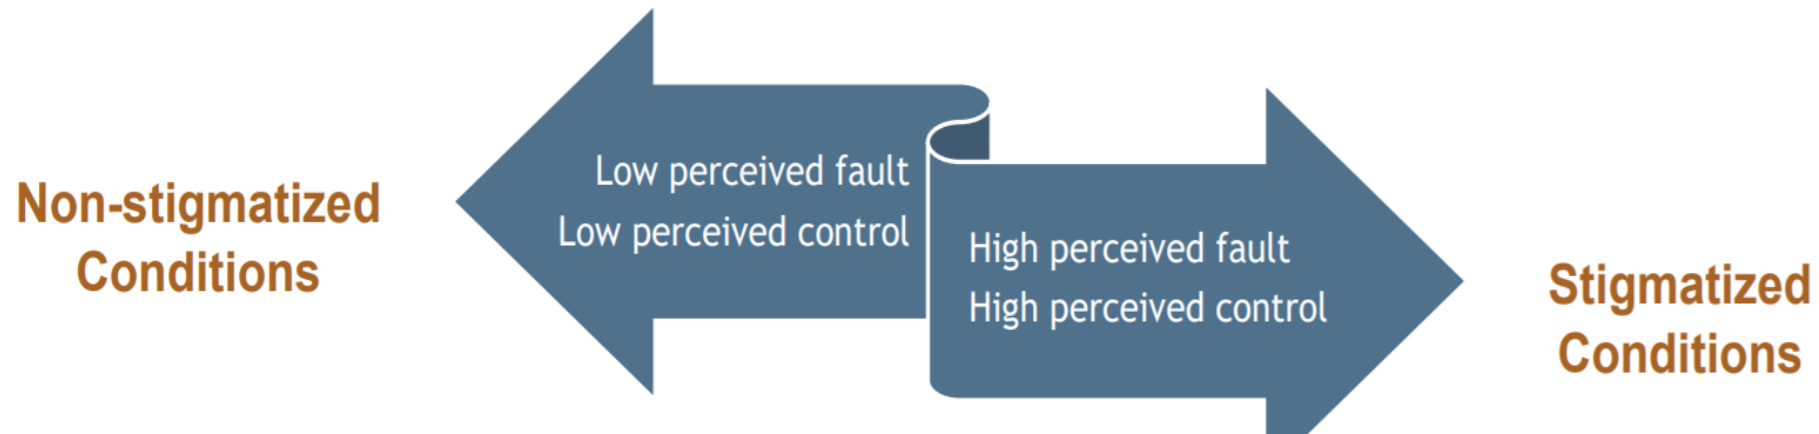 Non-stigmatized
Conditions
Low perceived fault
Low perceived control
High perceived fault
High perceived control
Stigmatized
Conditions